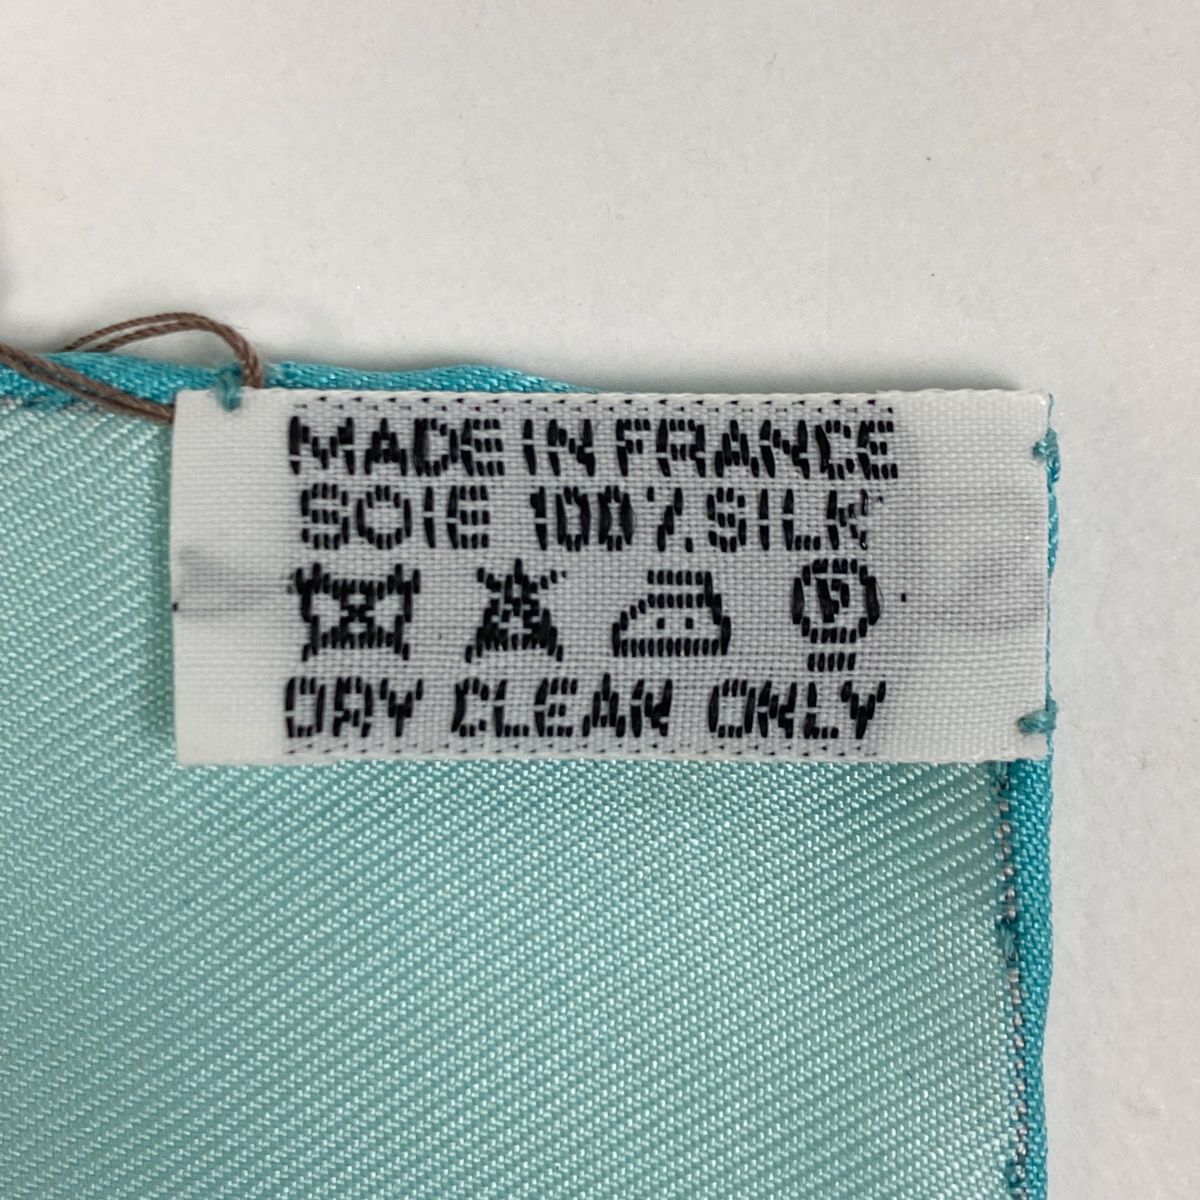 MADE IN FRANCE
SOIE 100% SILK
P
DRY CLEAN ONLY